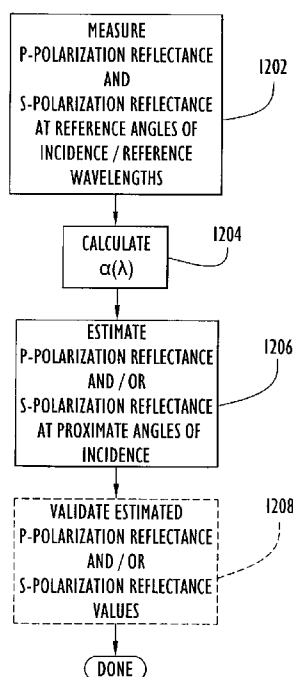 MEASURE
P-POLARIZATION REFLECTANCE
AND
S-POLARIZATION REFLECTANCE
AT REFERENCE ANGLES OF
INCIDENCE / REFERENCE
WAVELENGTHS
1202
CALCULATE
α(λ)
1204
ESTIMATE
P-POLARIZATION REFLECTANCE
AND / OR
S-POLARIZATION REFLECTANCE
AT PROXIMATE ANGLES OF
INCIDENCE
1206
VALIDATE ESTIMATED
P-POLARIZATION REFLECTANCE
AND / OR
S-POLARIZATION REFLECTANCE
VALUES
1208
DONE